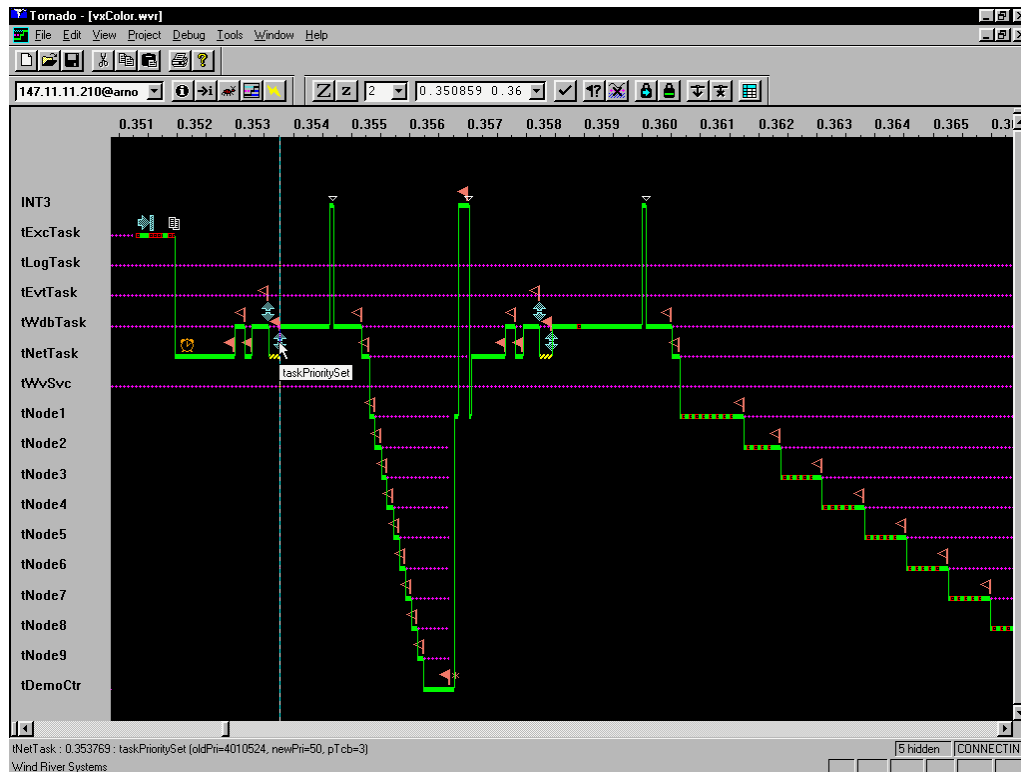 Tornado - [vxColor.wvr]
File Edit View Project Debug Tools Window Help
147.11.11.210@arno Z z 2 0.350859 0.36
0.351 0.352 0.353 0.354 0.355 0.356 0.357 0.358 0.359 0.360 0.361 0.362 0.363 0.364 0.365
INT3
tExcTask
tLogTask
tEvtTask
tWdbTask
tNetTask
taskPrioritySet
tWvSvc
tNode1
tNode2
tNode3
tNode4
tNode5
tNode6
tNode7
tNode8
tNode9
tDemoCtr
tNetTask : 0.353769 : taskPrioritySet (oldPri=4010524, newPri=50, pTcb=3) 5 hidden CONNECTIN
Wind River Systems